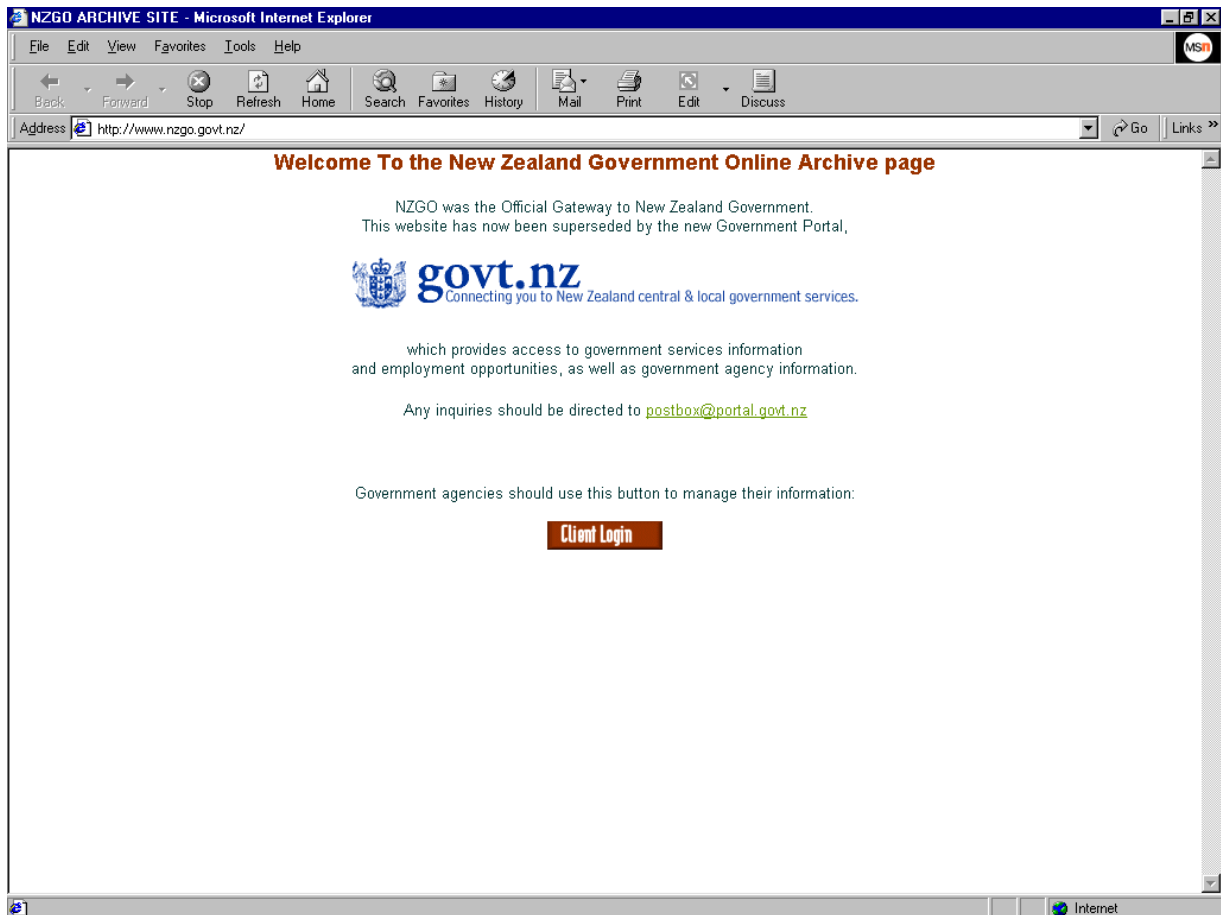 NZGO ARCHIVE SITE - Microsoft Internet Explorer
File Edit View Favorites Tools Help
MSn
Back Forward Stop Refresh Home Search Favorites History Mail Print Edit Discuss
Address http://www.nzgo.govt.nz/ Go Links »
Welcome To the New Zealand Government Online Archive page
NZGO was the Official Gateway to New Zealand Government.
This website has now been superseded by the new Government Portal,
govt.nz
Connecting you to New Zealand central & local government services.
which provides access to government services information
and employment opportunities, as well as government agency information.
Any inquiries should be directed to postbox@portal.govt.nz
Government agencies should use this button to manage their information:
Client Login
Internet